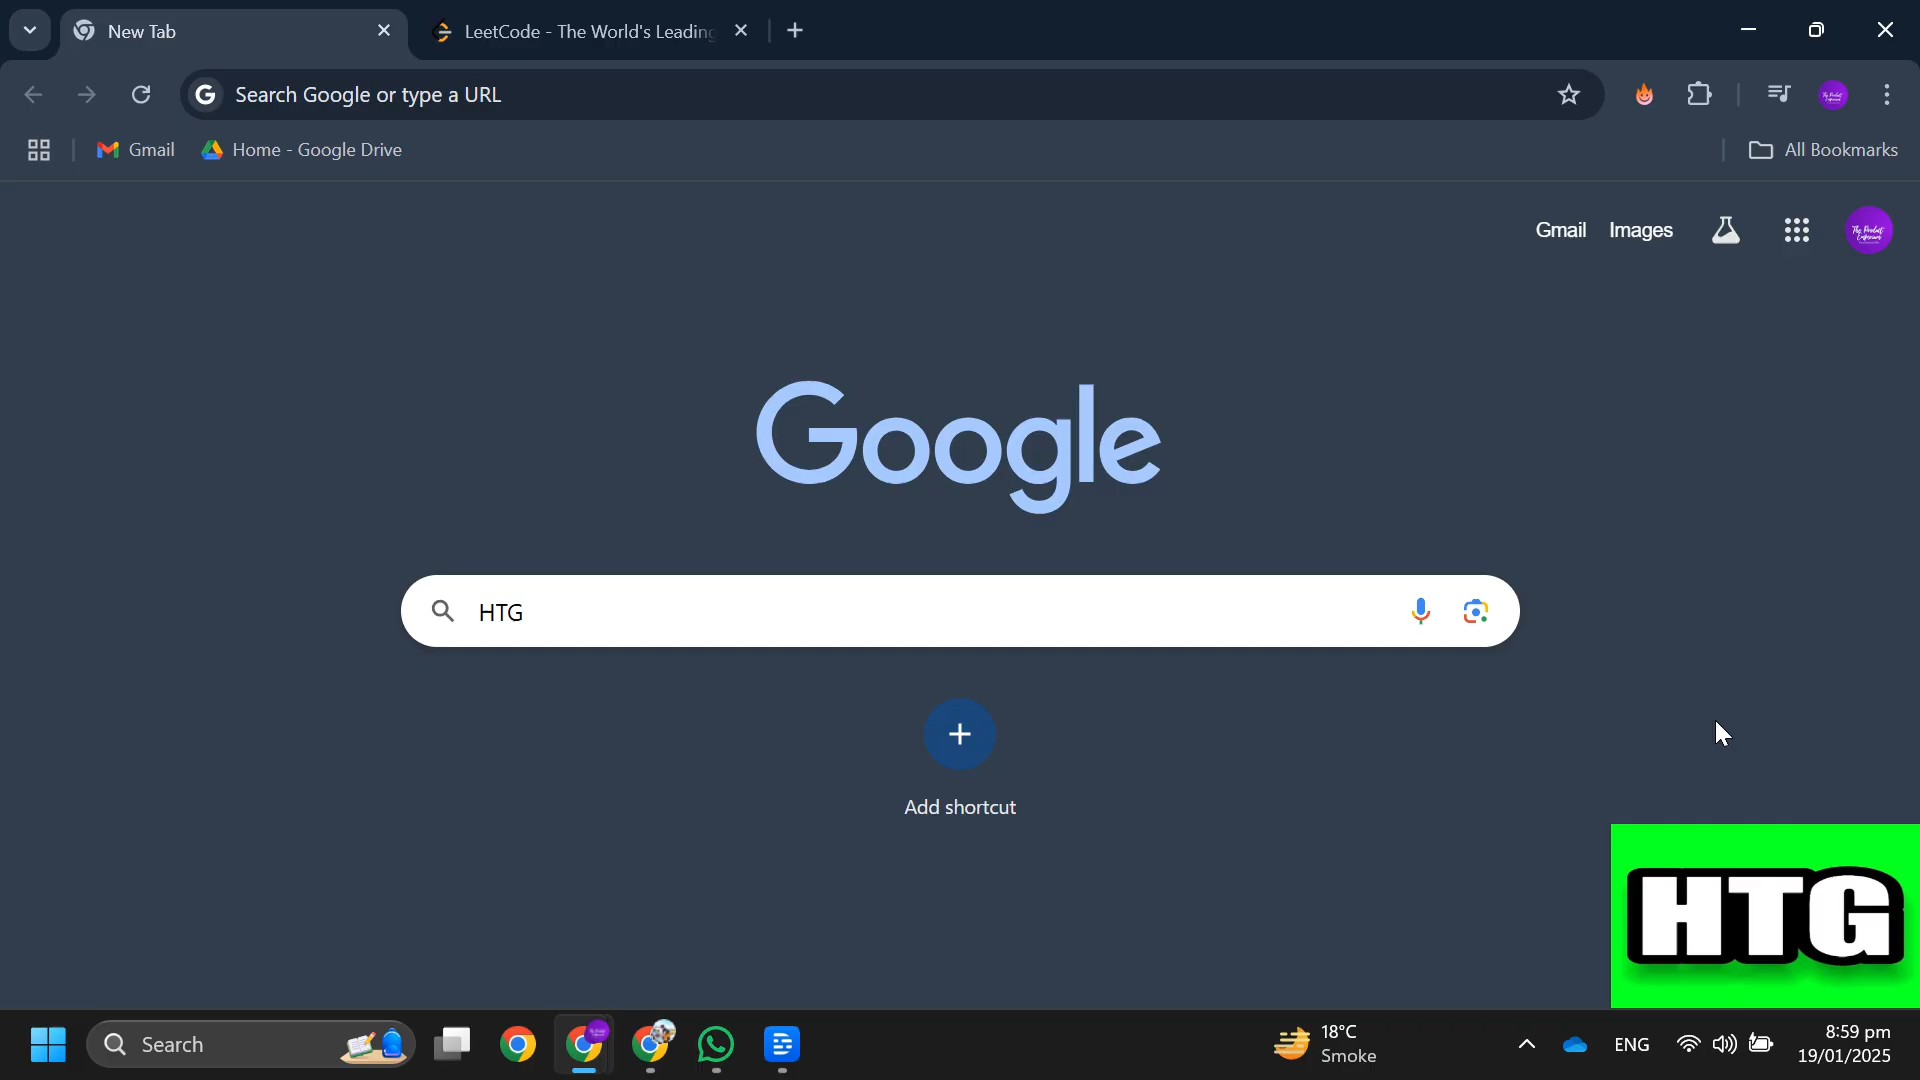 New Tab
LeetCode - The World's Leading
Search Google or type a URL
Gmail
Home - Google Drive
All Bookmarks
Gmail Images
Google
HTG
Add shortcut
HTG
Search
18°C
Smoke
ENG
8:59 pm
19/01/2025